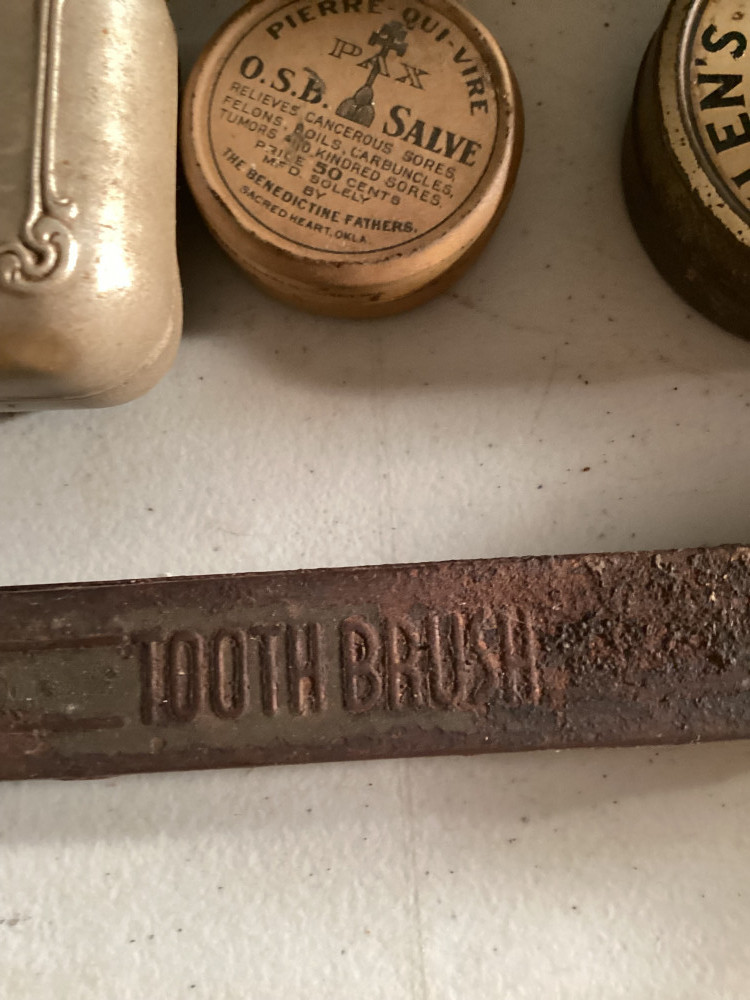 PIERRE-QUI-VIRE
PAX
O.S.B. SALVE
RELIEVES CANCEROUS SORES,
FELONS, BOILS, CARBUNCLES,
TUMORS AND KINDRED SORES.
PRICE 50 CENTS
M'F'D. SOLELY
BY
THE BENEDICTINE FATHERS,
SACRED HEART, OKLA.
EN'S
TOOTH BRUSH